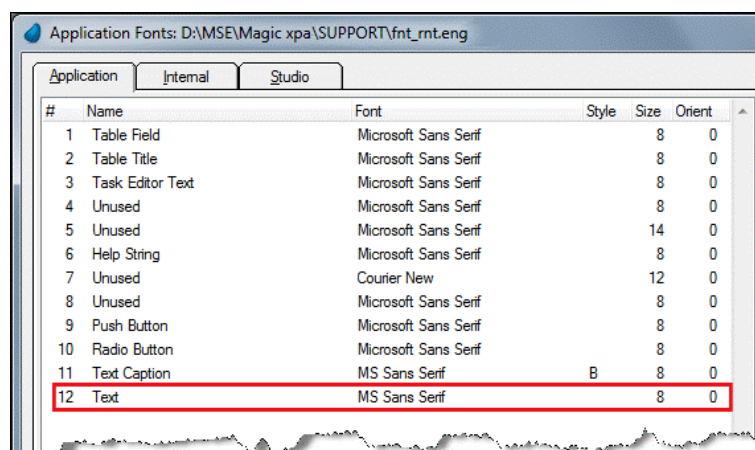 Application Fonts: D:\MSE\Magic xpa\SUPPORT\fnt_rnt.eng
Application Internal Studio
# Name Font Style Size Orient
1 Table Field Microsoft Sans Serif 8 0
2 Table Title Microsoft Sans Serif 8 0
3 Task Editor Text Microsoft Sans Serif 8 0
4 Unused Microsoft Sans Serif 8 0
5 Unused Microsoft Sans Serif 14 0
6 Help String Microsoft Sans Serif 8 0
7 Unused Courier New 12 0
8 Unused Microsoft Sans Serif 8 0
9 Push Button Microsoft Sans Serif 8 0
10 Radio Button Microsoft Sans Serif 8 0
11 Text Caption MS Sans Serif B 8 0
12 Text MS Sans Serif 8 0